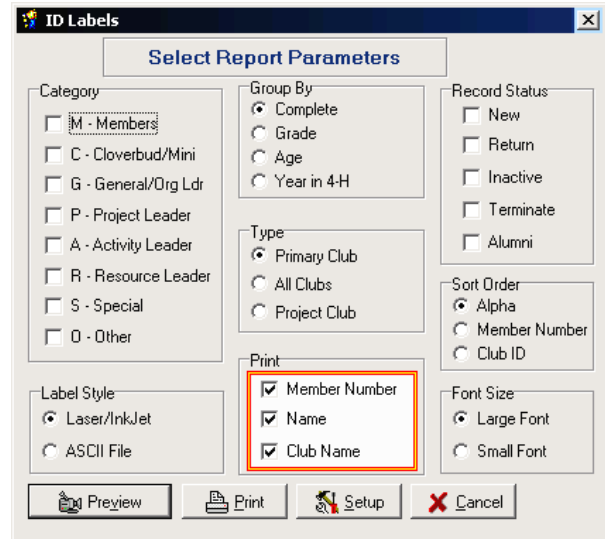 ID Labels
Select Report Parameters
Category
M - Members
C - Cloverbud/Mini
G - General/Org Ldr
P - Project Leader
A - Activity Leader
R - Resource Leader
S - Special
O - Other
Group By
Complete
Grade
Age
Year in 4-H
Record Status
New
Return
Inactive
Terminate
Alumni
Type
Primary Club
All Clubs
Project Club
Sort Order
Alpha
Member Number
Club ID
Label Style
Laser/InkJet
ASCII File
Print
Member Number
Name
Club Name
Font Size
Large Font
Small Font
Preview
Print
Setup
Cancel